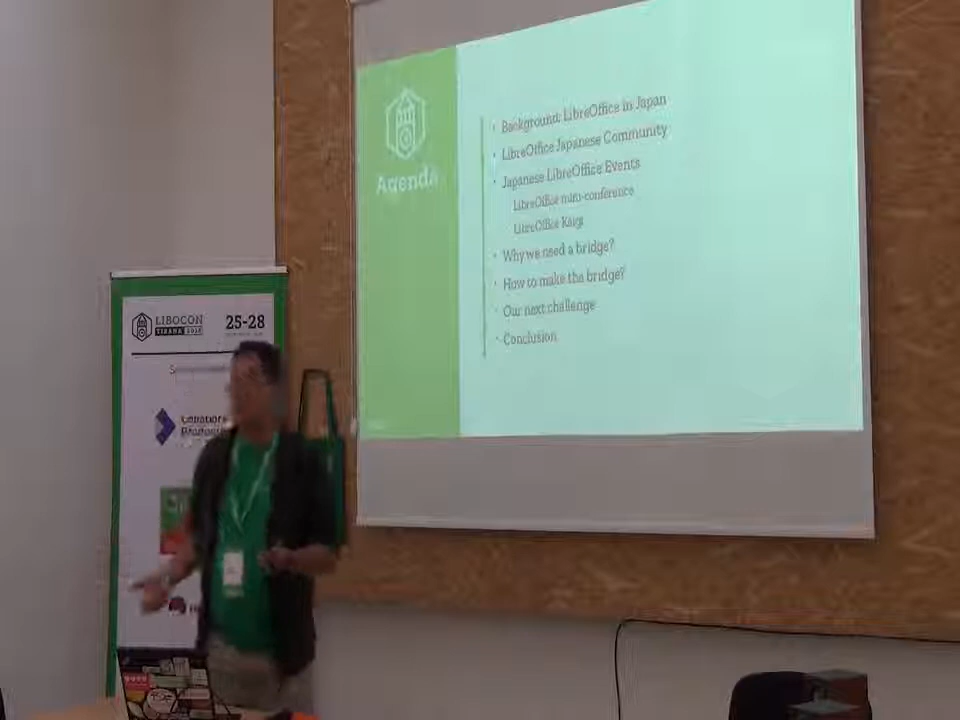 Agenda
Background: LibreOffice in Japan
LibreOffice Japanese Community
Japanese LibreOffice Events
LibreOffice mini-conference
LibreOffice Kaigi
Why we need a bridge?
How to make the bridge?
Our next challenge
Conclusion
LIBOCON
TIRANA 2018
25-28